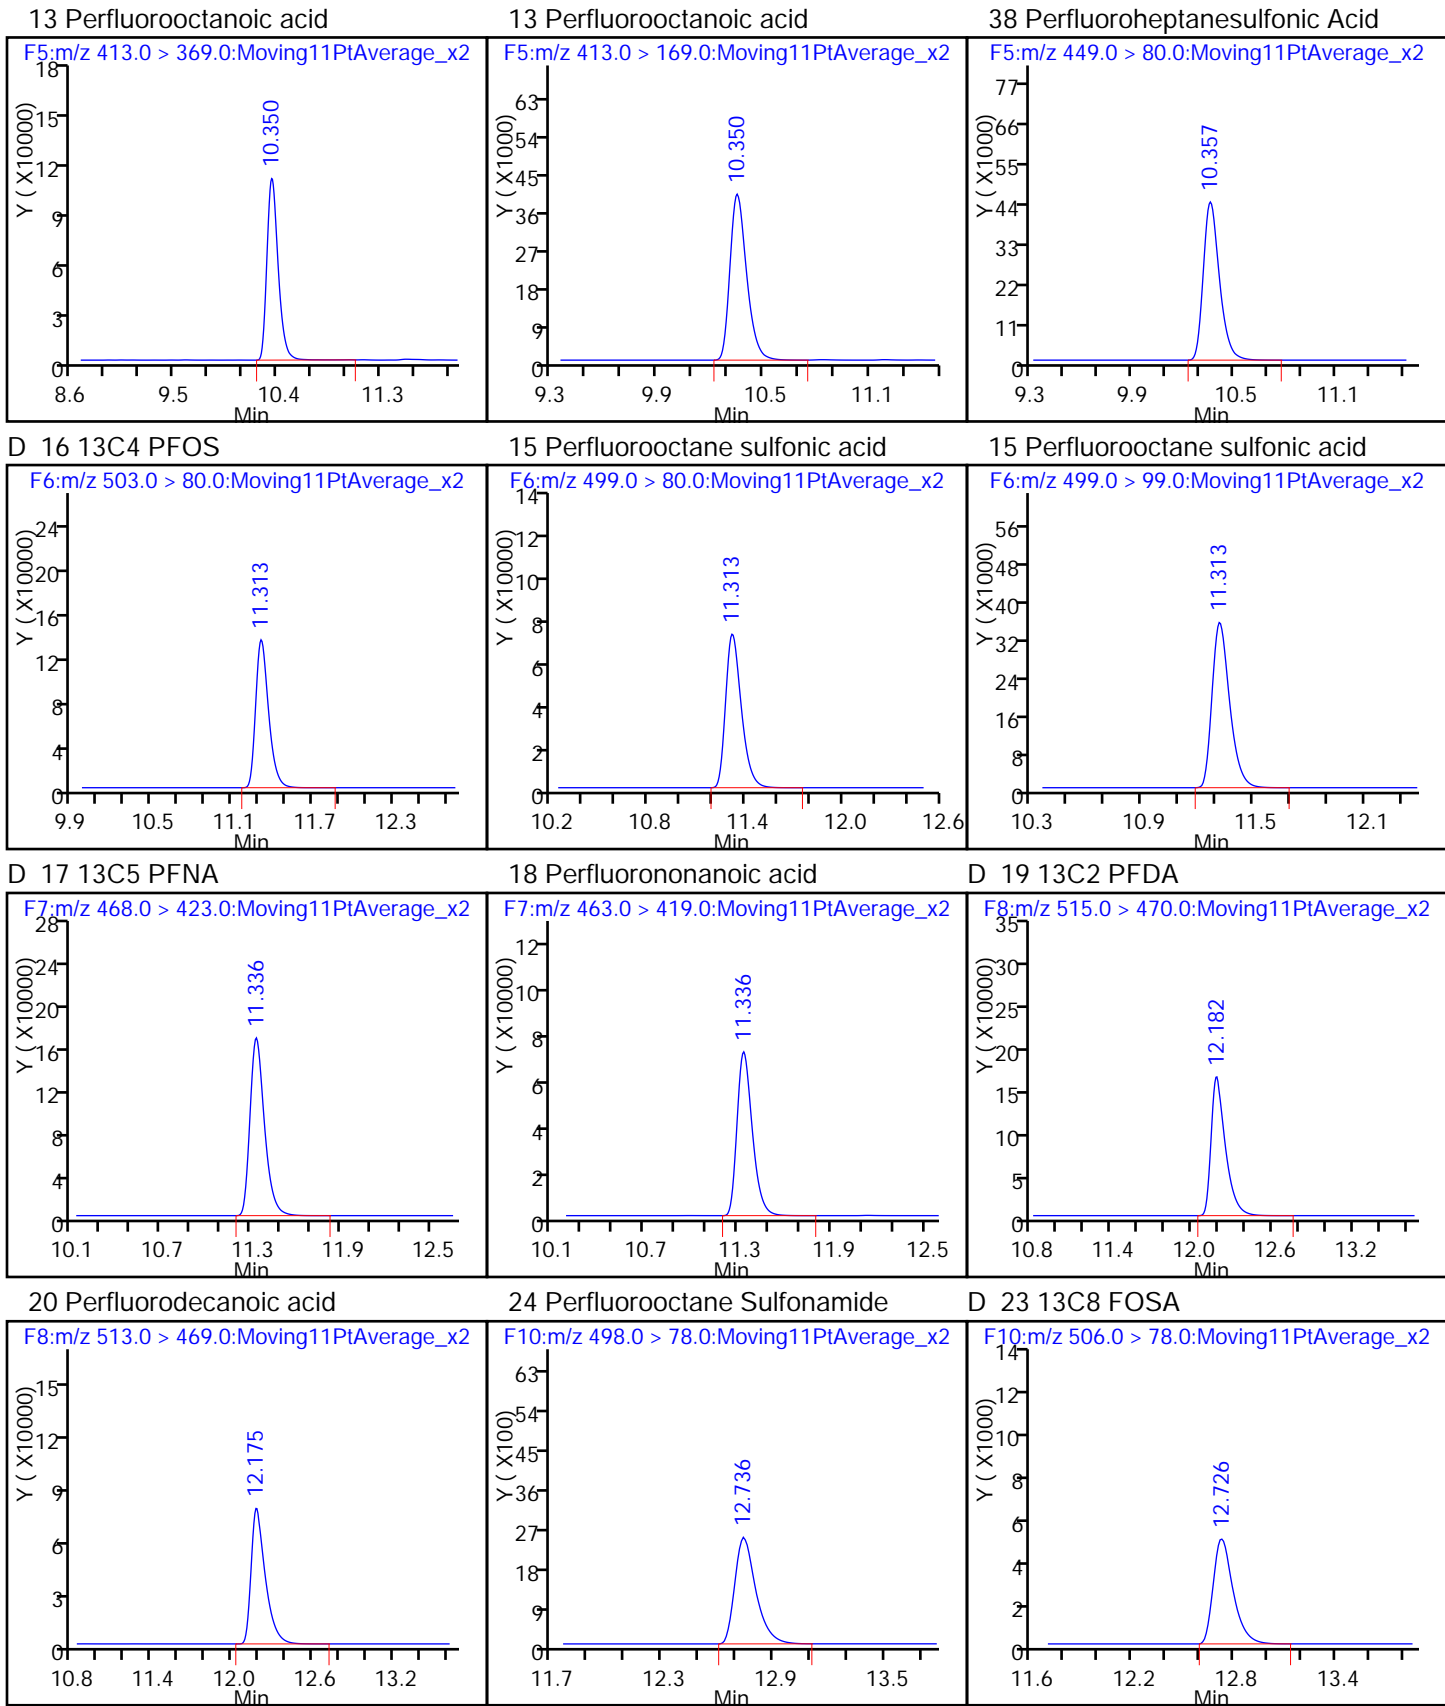 13 Perfluorooctanoic acid
F5:m/z 413.0 > 369.0:Moving11PtAverage_x2
Y ( X10000)
18
15
12
9
6
3
0
10.350
8.6 9.5 10.4 11.3
Min
13 Perfluorooctanoic acid
F5:m/z 413.0 > 169.0:Moving11PtAverage_x2
Y ( X1000)
63
54
45
36
27
18
9
0
10.350
9.3 9.9 10.5 11.1
Min
38 Perfluoroheptanesulfonic Acid
F5:m/z 449.0 > 80.0:Moving11PtAverage_x2
Y ( X1000)
77
66
55
44
33
22
11
0
10.357
9.3 9.9 10.5 11.1
Min
D 16 13C4 PFOS
F6:m/z 503.0 > 80.0:Moving11PtAverage_x2
Y ( X10000)
24
20
16
12
8
4
0
11.313
9.9 10.5 11.1 11.7 12.3
Min
15 Perfluorooctane sulfonic acid
F6:m/z 499.0 > 80.0:Moving11PtAverage_x2
Y ( X10000)
14
12
10
8
6
4
2
0
11.313
10.2 10.8 11.4 12.0 12.6
Min
15 Perfluorooctane sulfonic acid
F6:m/z 499.0 > 99.0:Moving11PtAverage_x2
Y ( X1000)
56
48
40
32
24
16
8
0
11.313
10.3 10.9 11.5 12.1
Min
D 17 13C5 PFNA
F7:m/z 468.0 > 423.0:Moving11PtAverage_x2
Y ( X10000)
28
24
20
16
12
8
4
0
11.336
10.1 10.7 11.3 11.9 12.5
Min
18 Perfluorononanoic acid
F7:m/z 463.0 > 419.0:Moving11PtAverage_x2
Y ( X10000)
12
10
8
6
4
2
0
11.336
10.1 10.7 11.3 11.9 12.5
Min
D 19 13C2 PFDA
F8:m/z 515.0 > 470.0:Moving11PtAverage_x2
Y ( X10000)
35
30
25
20
15
10
5
0
12.182
10.8 11.4 12.0 12.6 13.2
Min
20 Perfluorodecanoic acid
F8:m/z 513.0 > 469.0:Moving11PtAverage_x2
Y ( X10000)
15
12
9
6
3
0
12.175
10.8 11.4 12.0 12.6 13.2
Min
24 Perfluorooctane Sulfonamide
F10:m/z 498.0 > 78.0:Moving11PtAverage_x2
Y ( X100)
63
54
45
36
27
18
9
0
12.736
11.7 12.3 12.9 13.5
Min
D 23 13C8 FOSA
F10:m/z 506.0 > 78.0:Moving11PtAverage_x2
Y ( X1000)
14
12
10
8
6
4
2
0
12.726
11.6 12.2 12.8 13.4
Min